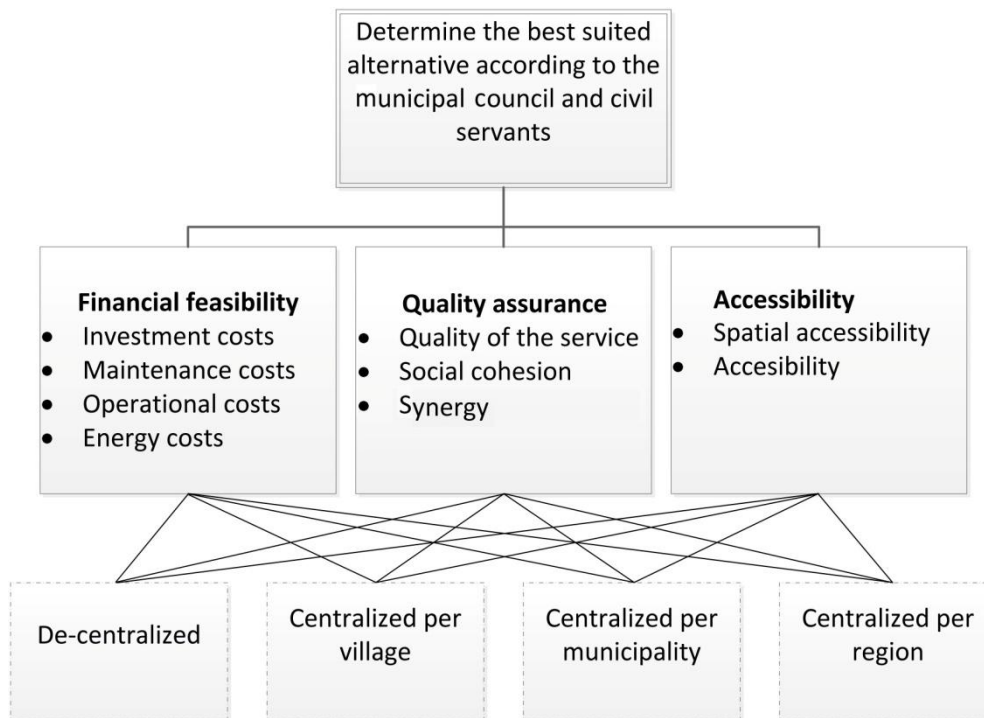 Determine the best suited
alternative according to the
municipal council and civil
servants
Financial feasibility
• Investment costs
• Maintenance costs
• Operational costs
• Energy costs
Quality assurance
• Quality of the service
• Social cohesion
• Synergy
Accessibility
• Spatial accessibility
• Accesibility
De-centralized
Centralized per
village
Centralized per
municipality
Centralized per
region